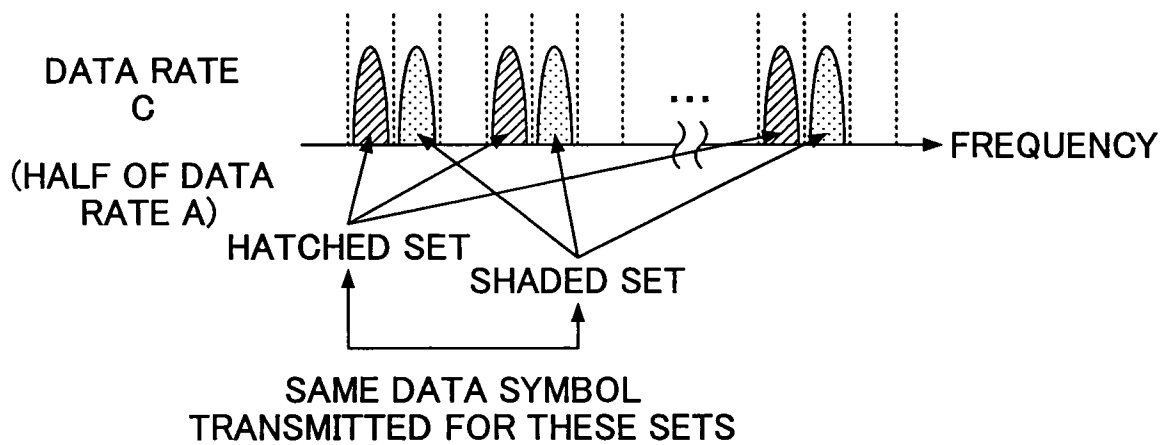 DATA RATE
C
(HALF OF DATA
RATE A)
...
FREQUENCY
HATCHED SET
SHADED SET
SAME DATA SYMBOL
TRANSMITTED FOR THESE SETS